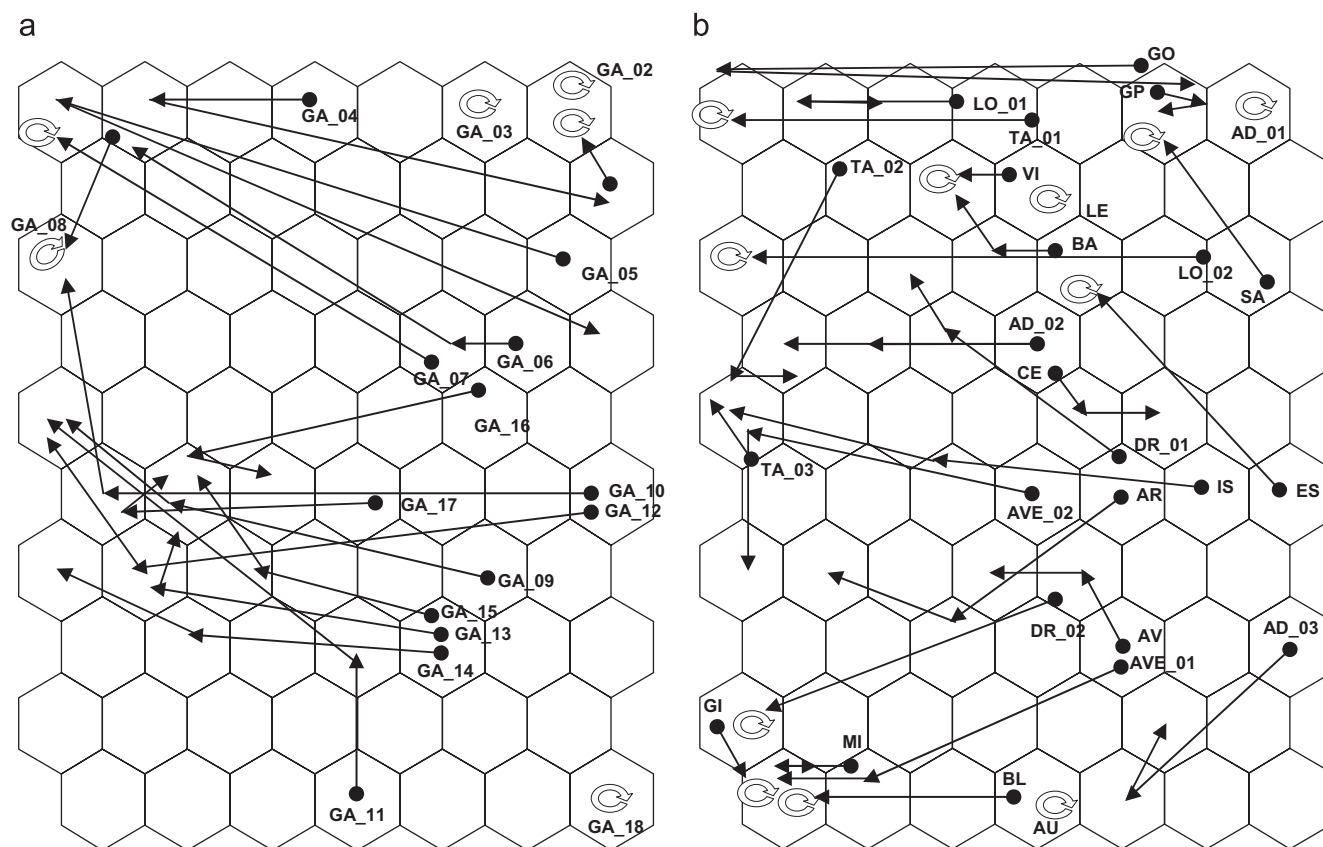 a
GA_02
GA_04
GA_03
GA_08
GA_05
GA_06
GA_07
GA_16
GA_10
GA_17
GA_12
GA_09
GA_15
GA_13
GA_14
GA_11
GA_18
b
GO
GP
LO_01
AD_01
TA_01
TA_02
VI
LE
BA
LO_02
SA
AD_02
CE
DR_01
TA_03
IS
ES
AR
AVE_02
DR_02
AV
AD_03
AVE_01
GI
MI
BL
AU